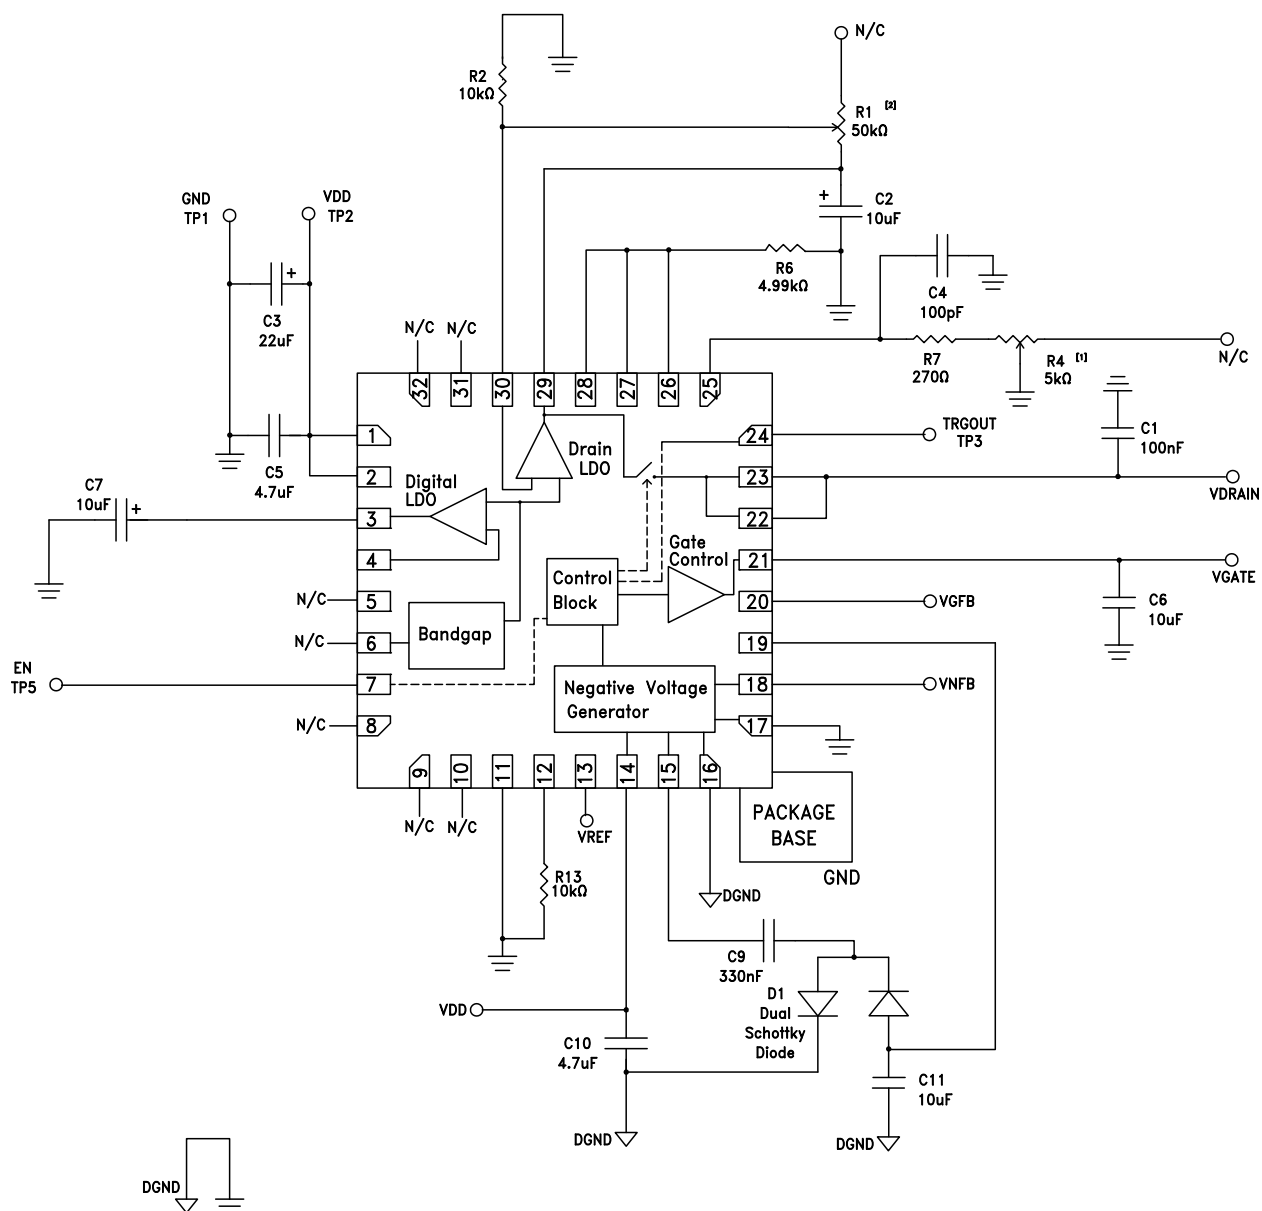 N/C
R2
10kΩ
R1 [2]
50kΩ
GND
TP1
VDD
TP2
C2
10uF
+
R6
4.99kΩ
C4
100pF
C3
22uF
+
N/C
N/C
R7
270Ω
R4 [1]
5kΩ
N/C
32
31
30
29
28
27
26
25
C1
100nF
TRGOUT
TP3
1
24
C5
4.7uF
Drain
LDO
2
23
VDRAIN
C7
10uF
+
Digital
LDO
3
22
Gate
Control
4
21
VGATE
Control
Block
N/C
5
20
VGFB
C6
10uF
Bandgap
N/C
6
19
EN
TP5
7
Negative Voltage
Generator
18
VNFB
N/C
8
17
9
10
11
12
13
14
15
16
N/C
N/C
VREF
PACKAGE
BASE
GND
R13
10kΩ
DGND
C9
330nF
D1
Dual
Schottky
Diode
VDD
C10
4.7uF
C11
10uF
DGND
DGND
DGND